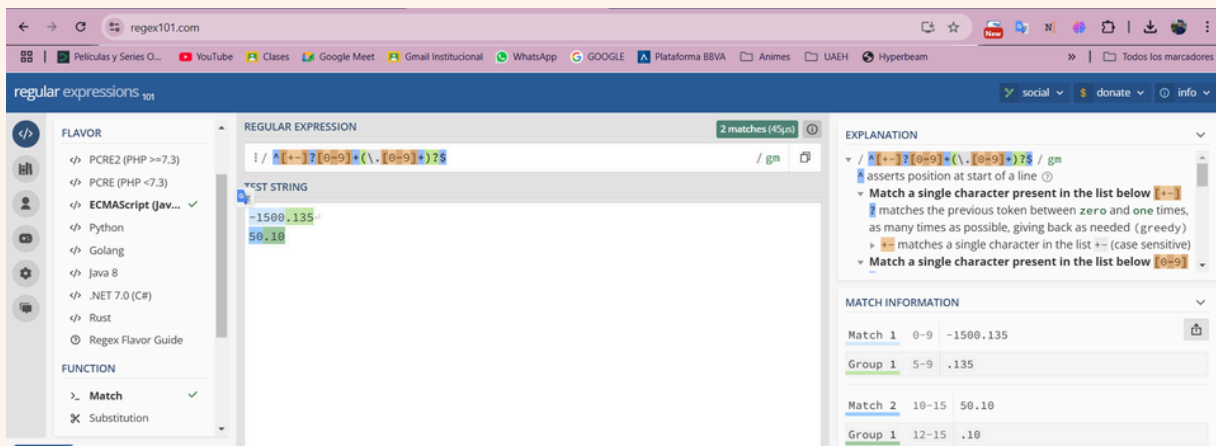 regex101.com
New
Películas y Series O...
YouTube
Clases
Google Meet
Gmail Institucional
WhatsApp
GOOGLE
Plataforma BBVA
Animes
UAEH
Hyperbeam
»
Todos los marcadores
regular expressions 101
social
$ donate
info
FLAVOR
</> PCRE2 (PHP >=7.3)
</> PCRE (PHP <7.3)
</> ECMAScript (Jav...
</> Python
</> Golang
</> Java 8
</> .NET 7.0 (C#)
</> Rust
Regex Flavor Guide
FUNCTION
>_ Match
Substitution
REGULAR EXPRESSION
2 matches (45µs)
/ ^[+-]?[0-9]+(\.[0-9]+)?$ / gm
TEST STRING
-1500.135
50.10
EXPLANATION
/ ^[+-]?[0-9]+(\.[0-9]+)?$ / gm
^ asserts position at start of a line
Match a single character present in the list below [+-]
? matches the previous token between zero and one times,
as many times as possible, giving back as needed (greedy)
+- matches a single character in the list +- (case sensitive)
Match a single character present in the list below [0-9]
MATCH INFORMATION
Match 1 0-9 -1500.135
Group 1 5-9 .135
Match 2 10-15 50.10
Group 1 12-15 .10